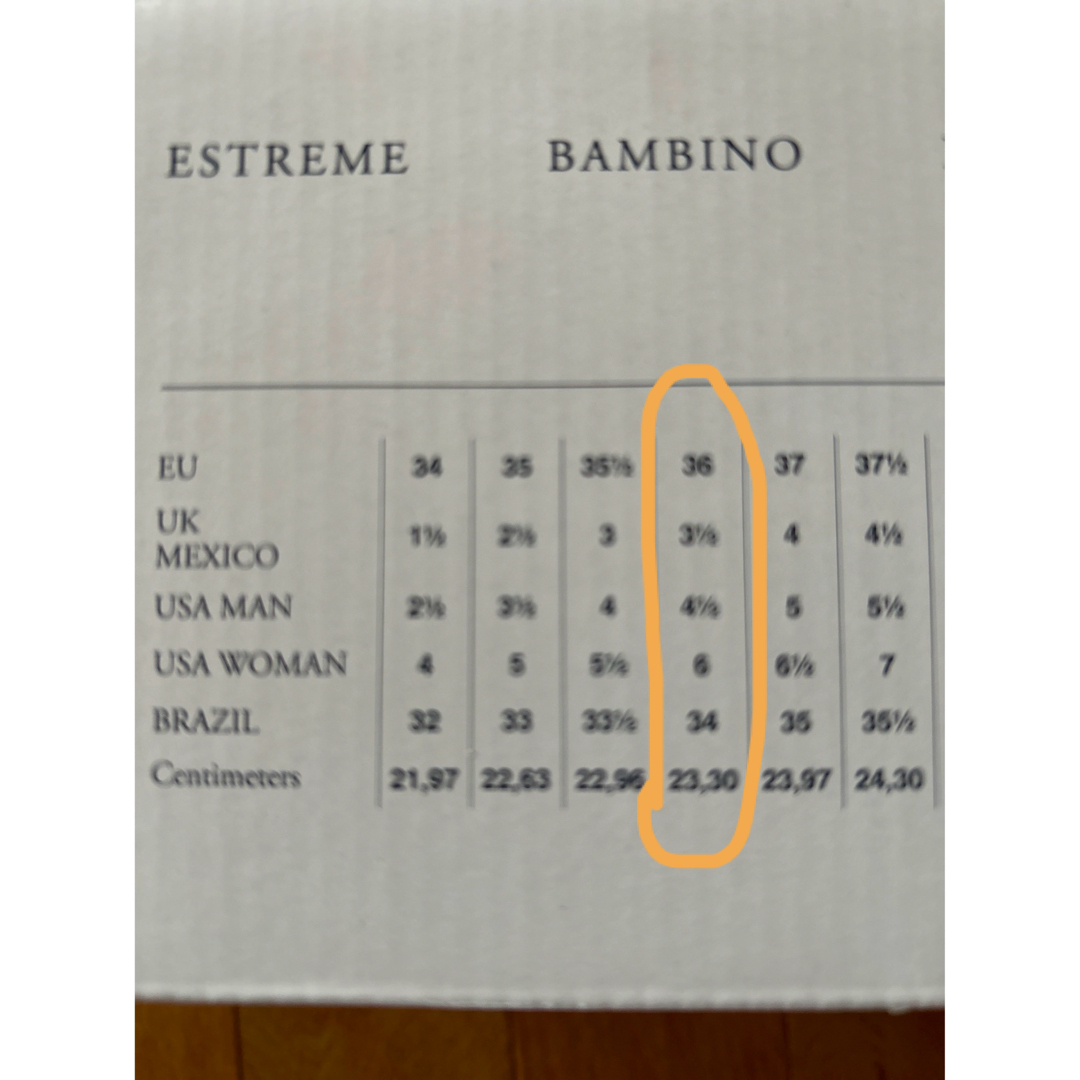 ESTREME BAMBINO
EU 34 35 35½ 36 37 37½
UK 
MEXICO 1½ 2½ 3 3½ 4 4½
USA MAN 2½ 3½ 4 4½ 5 5½
USA WOMAN 4 5 5½ 6 6½ 7
BRAZIL 32 33 33½ 34 35 35½
Centimeters 21,97 22,63 22,96 23,30 23,97 24,30